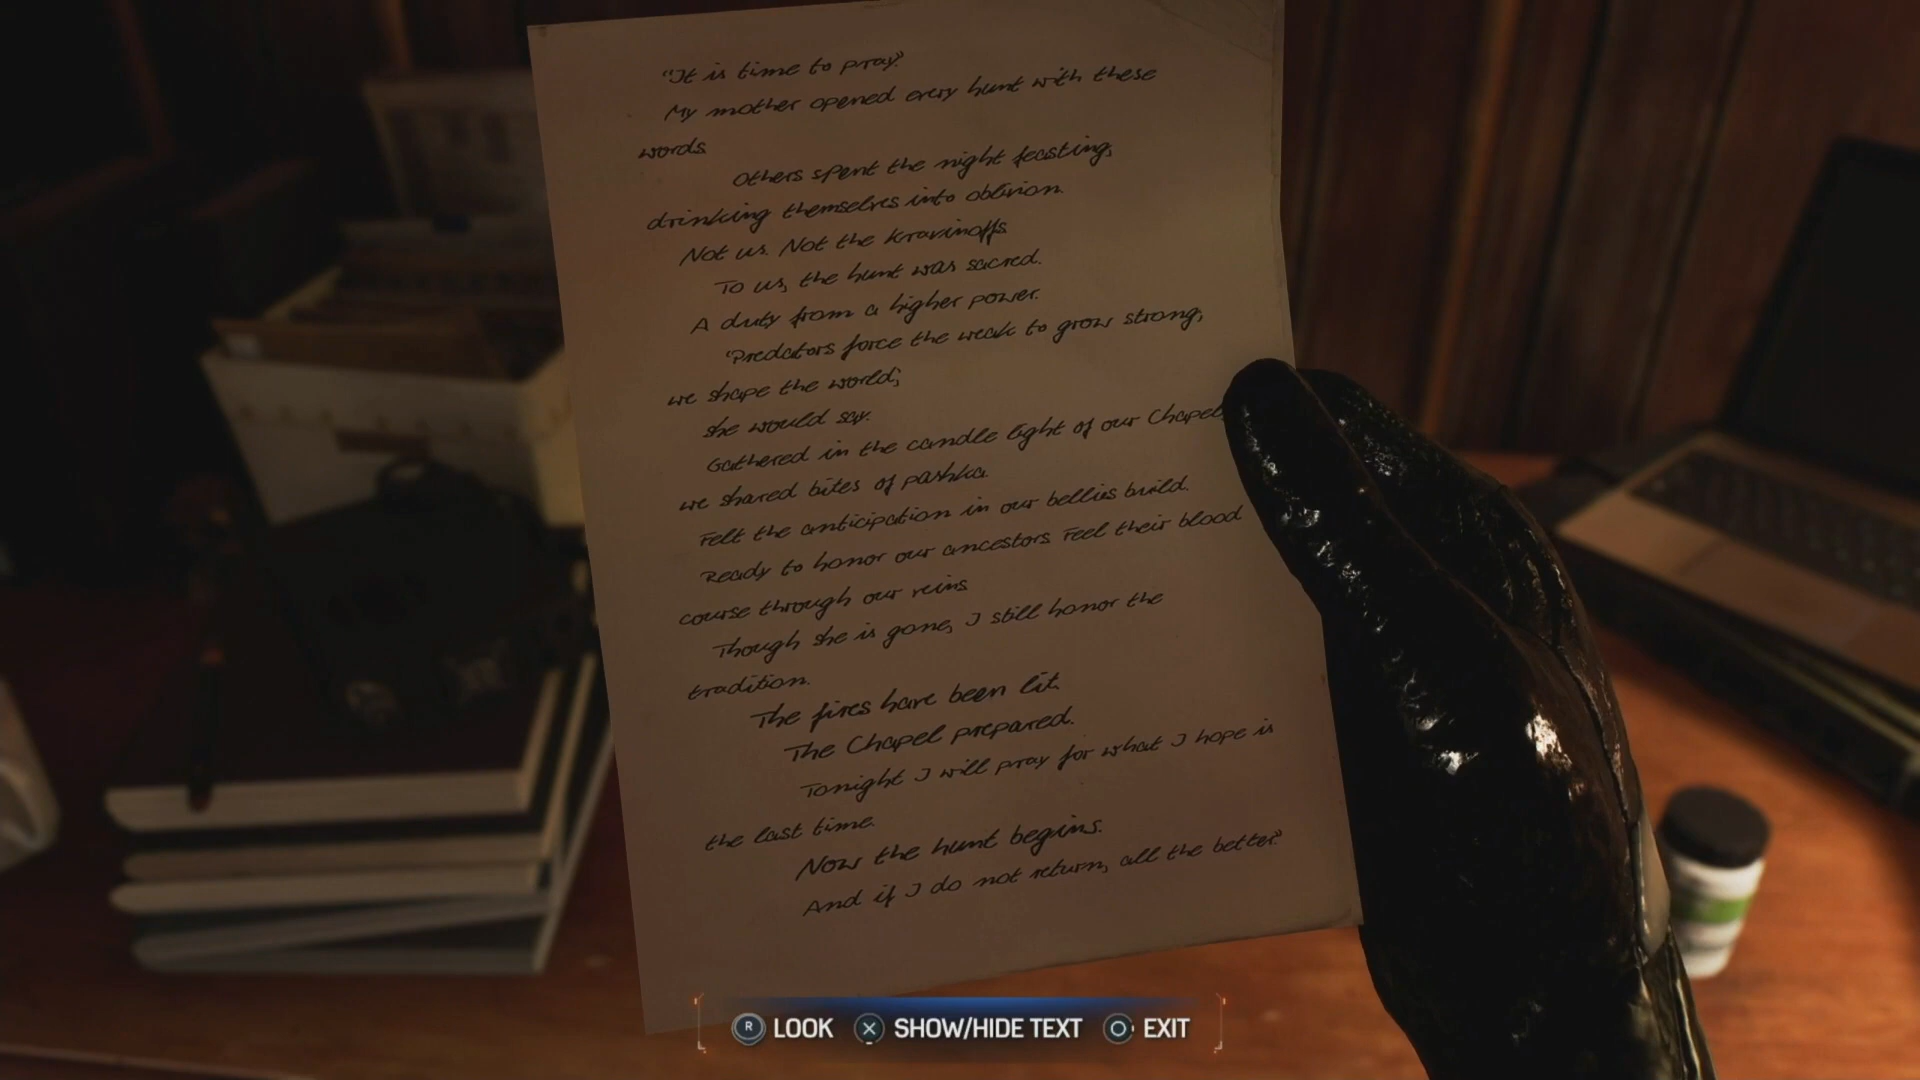 "It is time to pray."
My mother opened every hunt with these
words.
Others spent the night feasting,
drinking themselves into oblivion.
Not us. Not the Kravinoffs.
To us, the hunt was sacred.
A duty from a higher power.
'Predators force the weak to grow strong,
we shape the world,'
she would say.
Gathered in the candle light of our Chapel,
we shared bites of pashka.
Felt the anticipation in our bellies build.
Ready to honor our ancestors. Feel their blood
course through our veins.
Though she is gone, I still honor the
tradition.
The fires have been lit.
The Chapel prepared.
Tonight I will pray for what I hope is
the last time.
Now the hunt begins.
And if I do not return, all the better."
R LOOK SHOW/HIDE TEXT EXIT